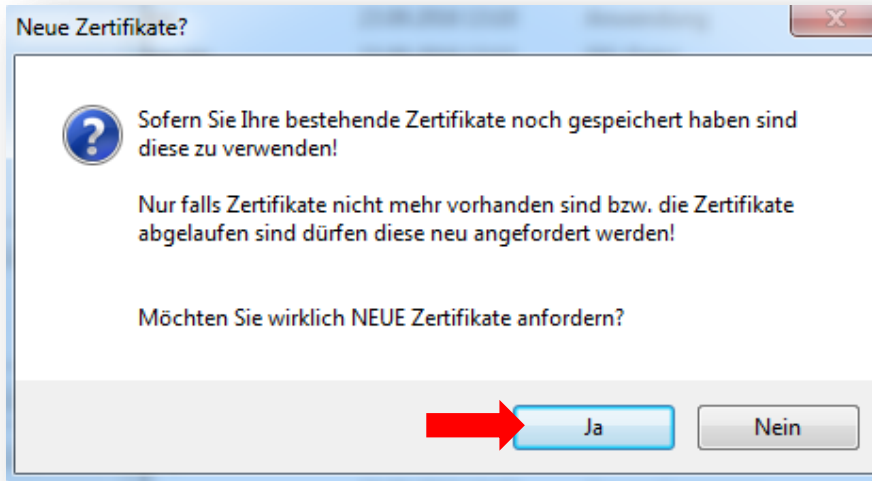 Neue Zertifikate?
Sofern Sie Ihre bestehende Zertifikate noch gespeichert haben sind
diese zu verwenden!
Nur falls Zertifikate nicht mehr vorhanden sind bzw. die Zertifikate
abgelaufen sind dürfen diese neu angefordert werden!
Möchten Sie wirklich NEUE Zertifikate anfordern?
Ja
Nein